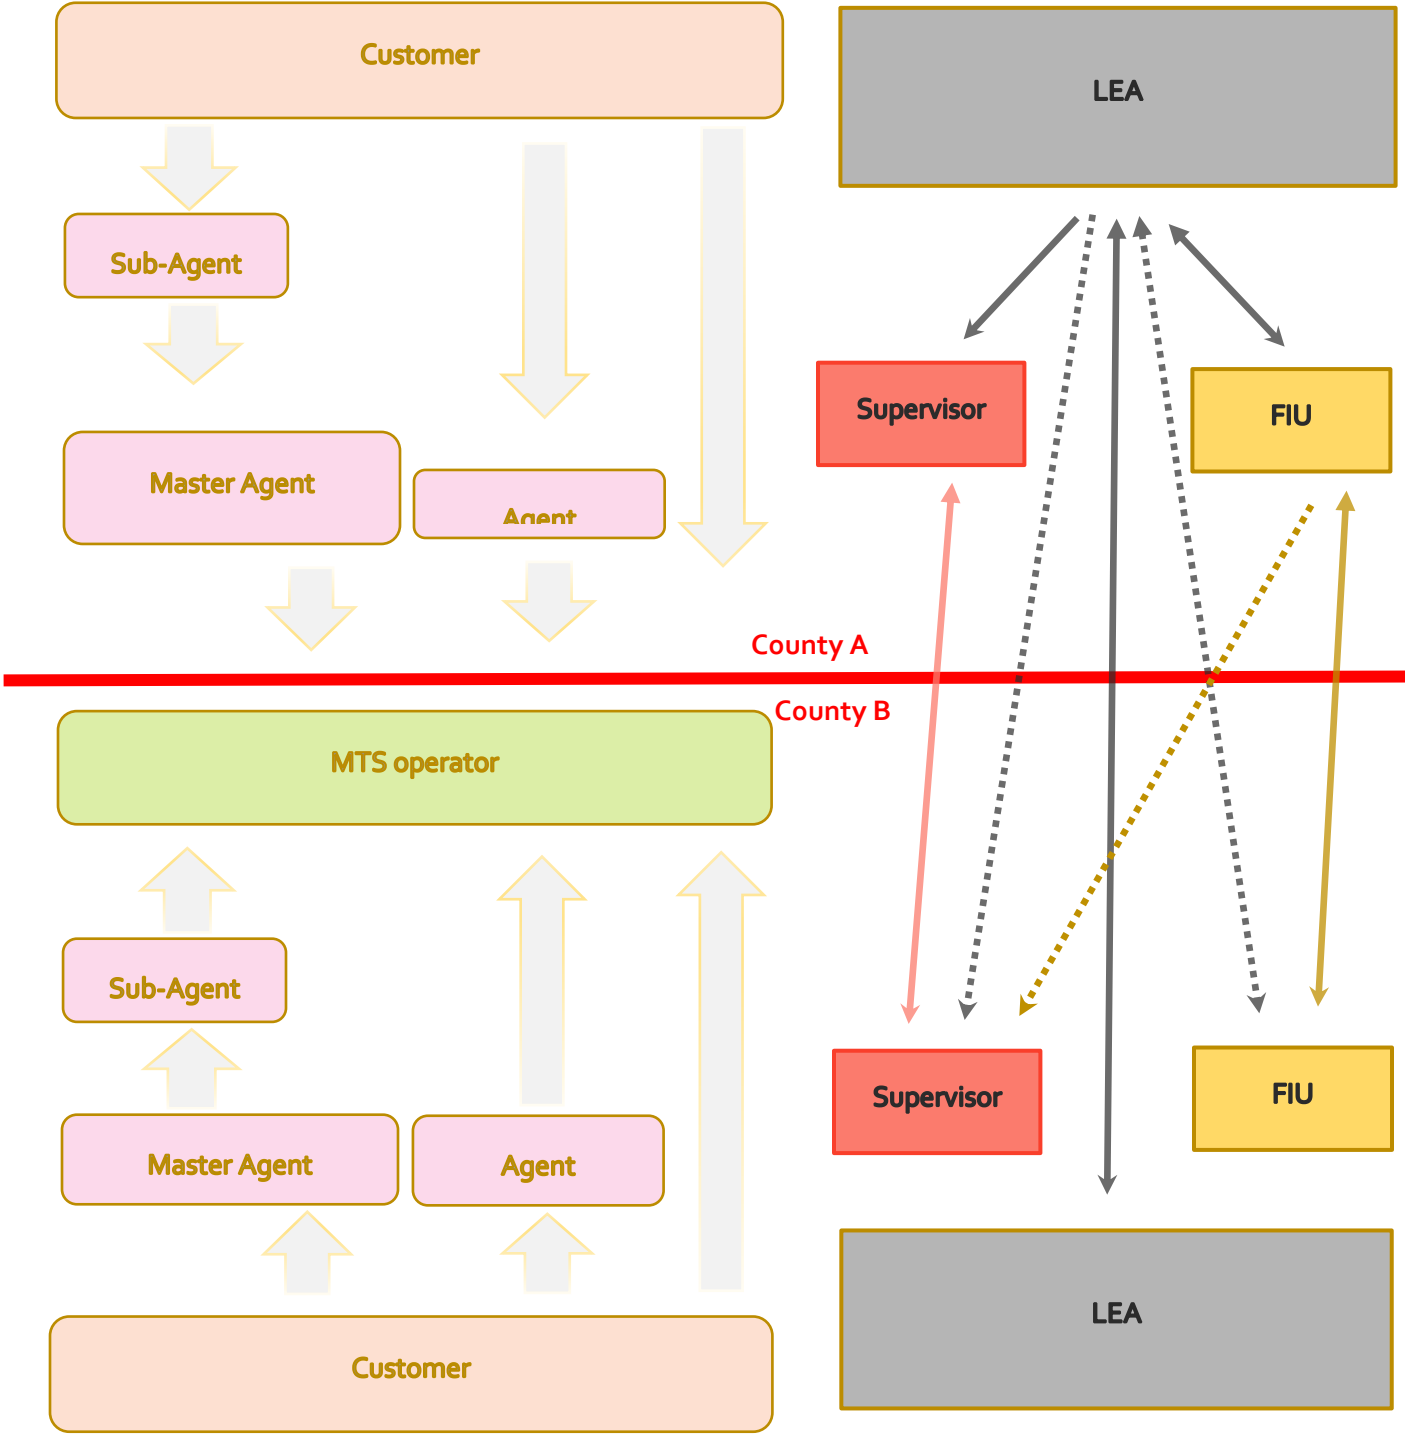 Customer
LEA
Sub-Agent
Supervisor
FIU
Master Agent
Agent
County A
County B
MTS operator
Sub-Agent
Supervisor
FIU
Master Agent
Agent
LEA
Customer